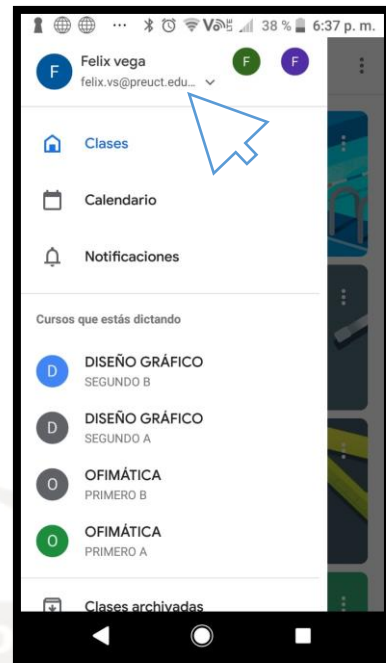 38 % 6:37 p. m.
F Felix vega F F
felix.vs@preuct.edu...
Clases
Calendario
Notificaciones
Cursos que estás dictando
D DISEÑO GRÁFICO
SEGUNDO B
D DISEÑO GRÁFICO
SEGUNDO A
O OFIMÁTICA
PRIMERO B
O OFIMÁTICA
PRIMERO A
Clases archivadas